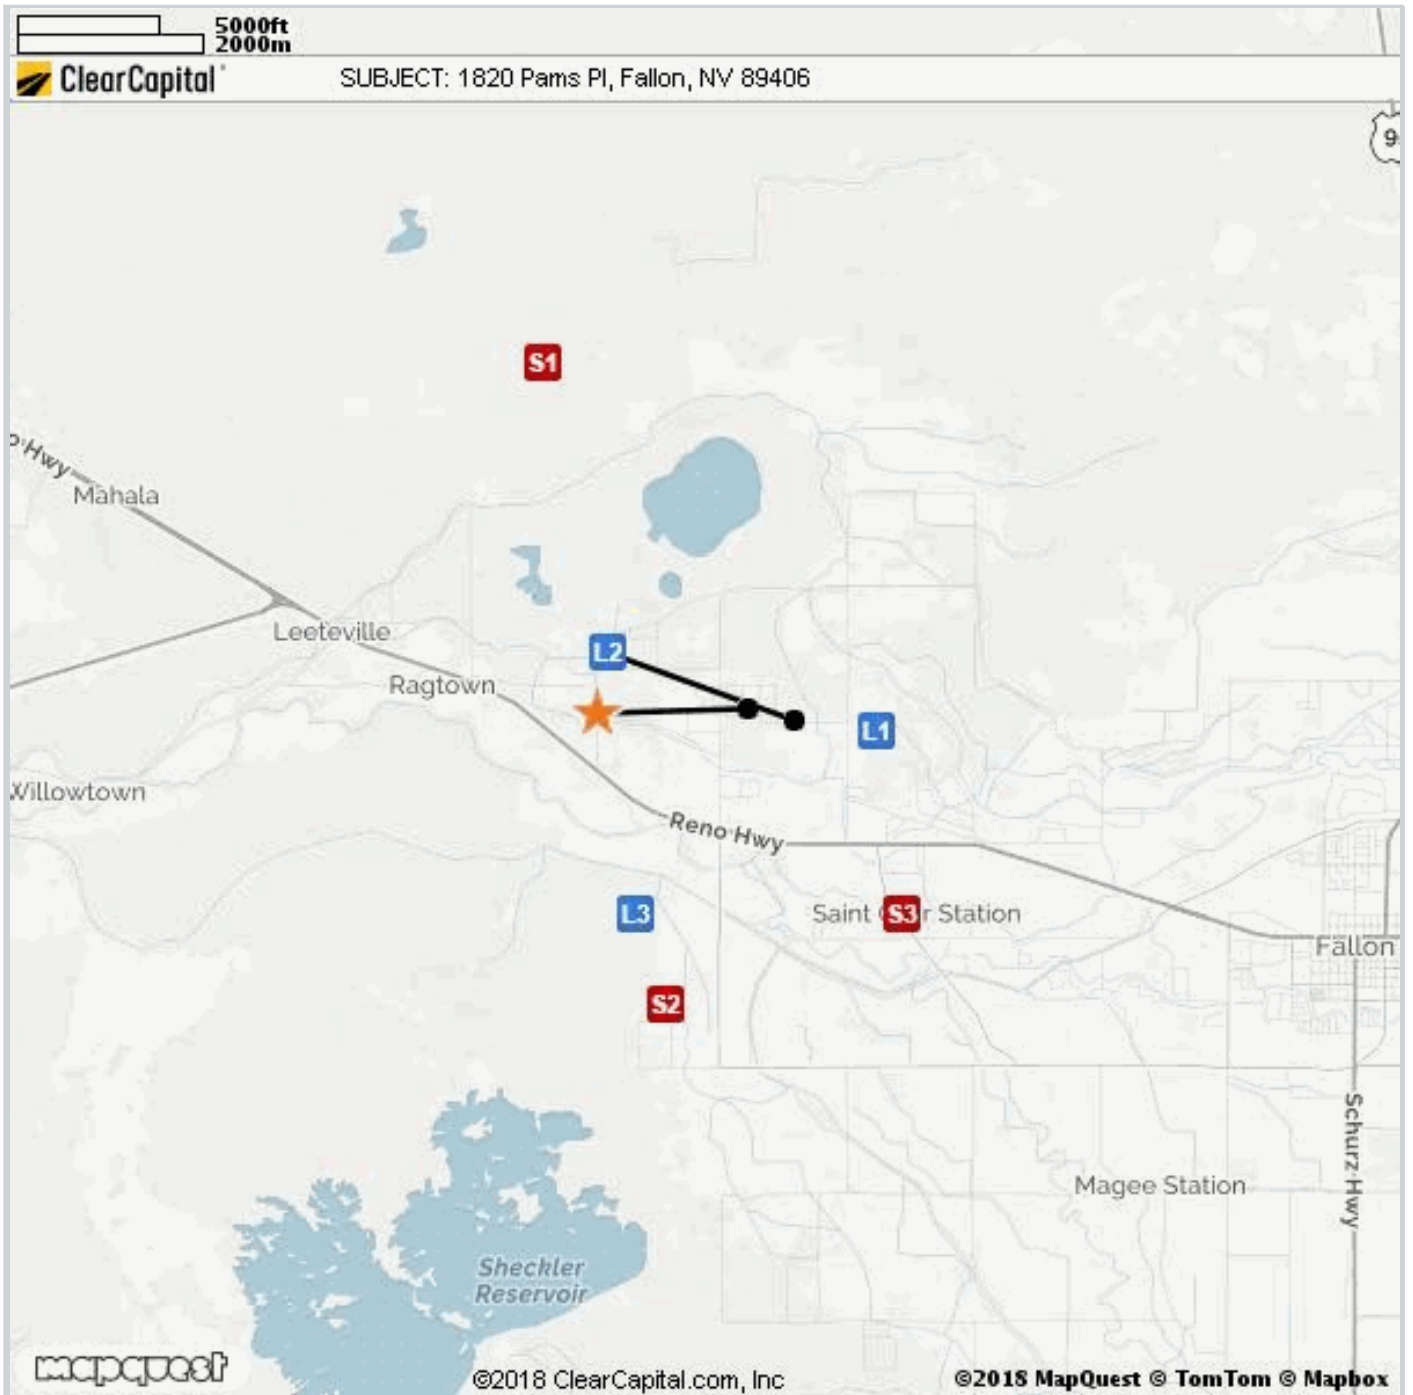 5000ft
2000m
ClearCapital
SUBJECT: 1820 Pams Pl, Fallon, NV 89406
9
S1
Hwy
Mahala
Leeteville
L2
Ragtown
L1
Willowtown
Reno Hwy
L3
Saint
S3
r Station
Fallon
S2
Schurz Hwy
Magee Station
Sheckler
Reservoir
mapquest
©2018 ClearCapital.com, Inc
©2018 MapQuest © TomTom © Mapbox